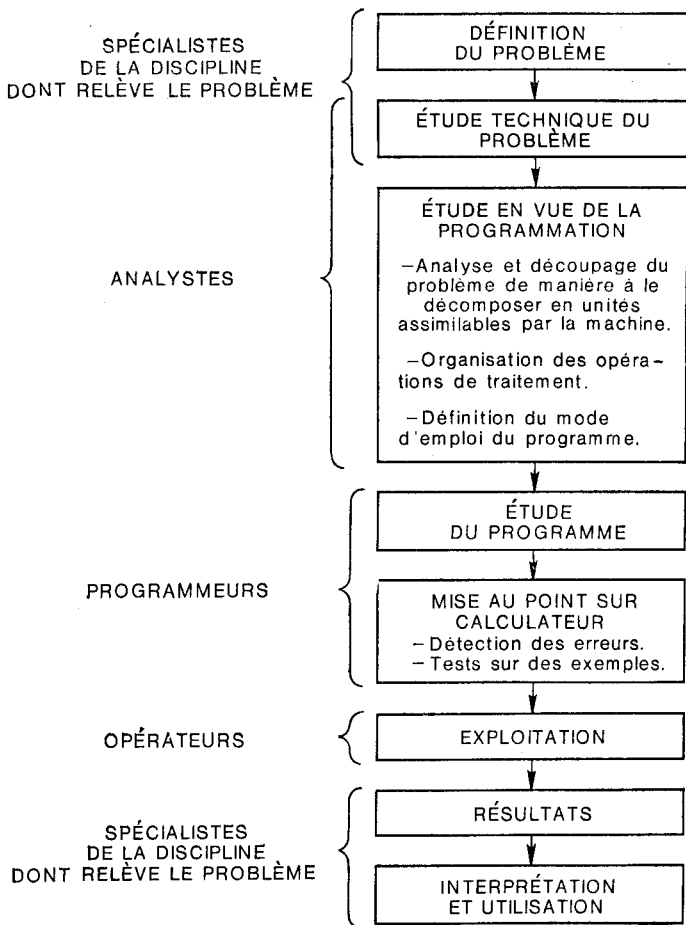 SPÉCIALISTES
DE LA DISCIPLINE
DONT RELÈVE LE PROBLÈME
DÉFINITION
DU PROBLÈME
ÉTUDE TECHNIQUE DU
PROBLÈME
ANALYSTES
ÉTUDE EN VUE DE LA
PROGRAMMATION
—Analyse et découpage du
problème de manière à le
décomposer en unités
assimilables par la machine.
—Organisation des opéra-
tions de traitement.
—Définition du mode
d'emploi du programme.
PROGRAMMEURS
ÉTUDE
DU PROGRAMME
MISE AU POINT SUR
CALCULATEUR
— Détection des erreurs.
— Tests sur des exemples.
OPÉRATEURS
EXPLOITATION
SPÉCIALISTES
DE LA DISCIPLINE
DONT RELÈVE LE PROBLÈME
RÉSULTATS
INTERPRÉTATION
ET UTILISATION